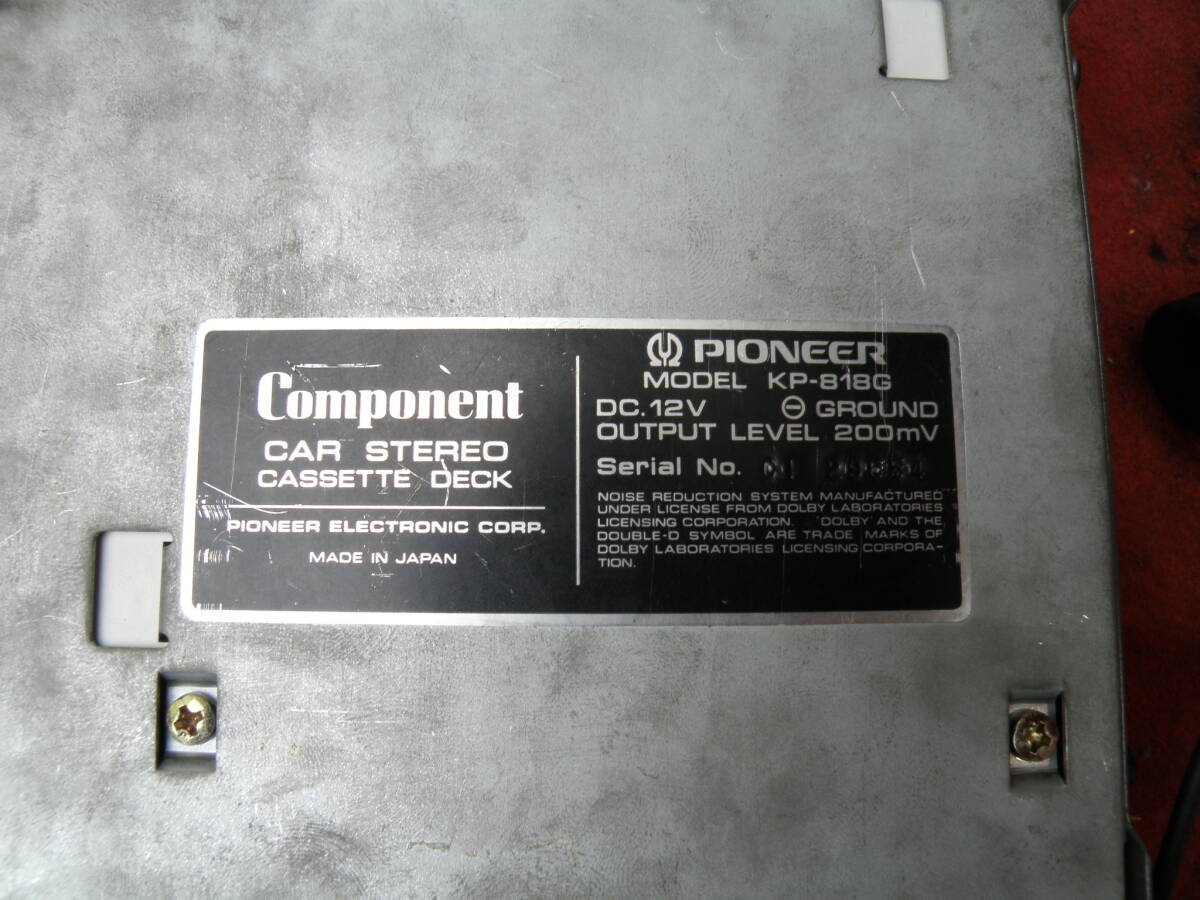 Component
CAR STEREO
CASSETTE DECK
PIONEER ELECTRONIC CORP.
MADE IN JAPAN
PIONEER
MODEL KP-818G
DC.12V ⊖ GROUND
OUTPUT LEVEL 200mV
Serial No.
NOISE REDUCTION SYSTEM MANUFACTURED
UNDER LICENSE FROM DOLBY LABORATORIES
LICENSING CORPORATION. DOLBY AND THE
DOUBLE-D SYMBOL ARE TRADE MARKS OF
DOLBY LABORATORIES LICENSING CORPORA-
TION.